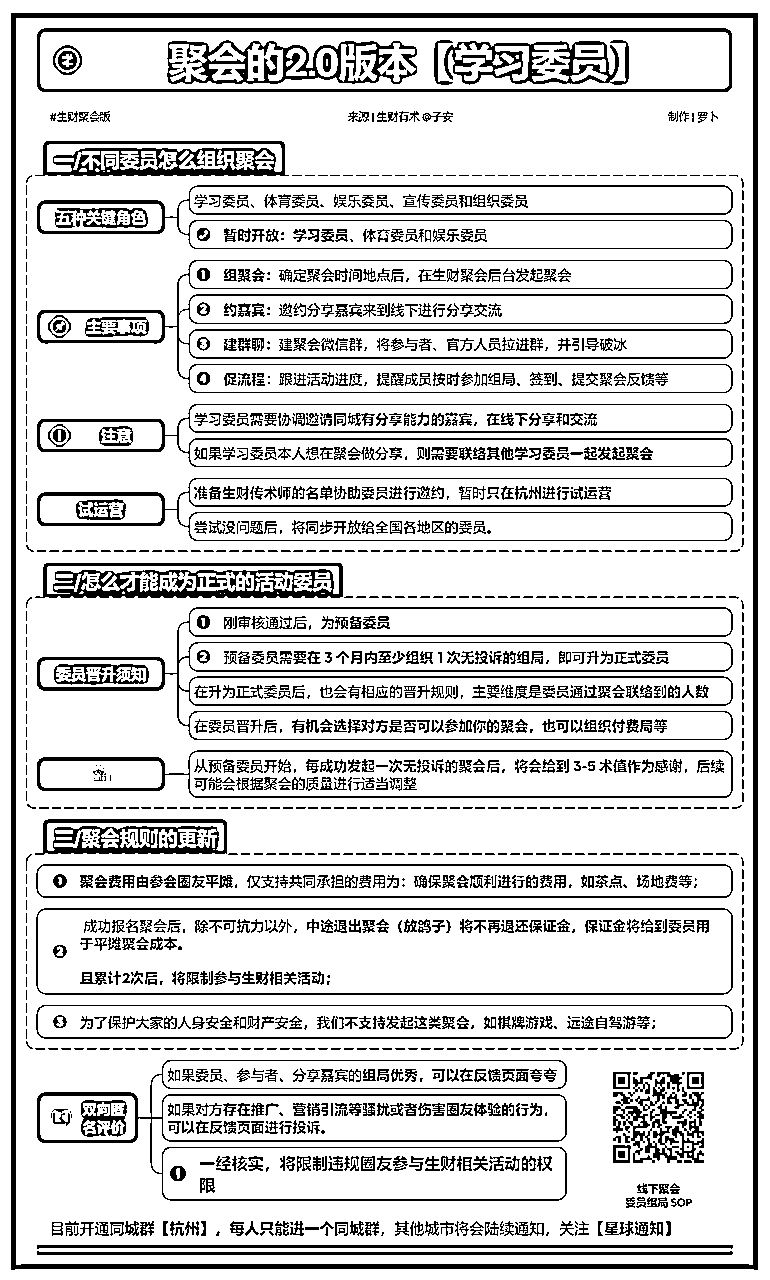 聚会的2.0版本【学习委员】
#生财聚会版
来源 | 生财有术 @子安
制作 | 罗卜
一/不同委员怎么组织聚会
五种关键角色
学习委员、体育委员、娱乐委员、宣传委员和组织委员
暂时开放：学习委员、体育委员和娱乐委员
主要事项
1 组聚会：确定聚会时间地点后，在生财聚会后台发起聚会
2 约嘉宾：邀约分享嘉宾来到线下进行分享交流
3 建群聊：建聚会微信群，将参与者、官方人员拉进群，并引导破冰
4 促流程：跟进活动进度，提醒成员按时参加组局、签到、提交聚会反馈等
注意
学习委员需要协调邀请同城有分享能力的嘉宾，在线下分享和交流
如果学习委员本人想在聚会做分享，则需要联络其他学习委员一起发起聚会
试运营
准备生财传术师的名单协助委员进行邀约，暂时只在杭州进行试运营
尝试没问题后，将同步开放给全国各地区的委员。
二/怎么才能成为正式的活动委员
委员晋升须知
1 刚审核通过后，为预备委员
2 预备委员需要在 3 个月内至少组织 1 次无投诉的组局，即可升为正式委员
在升为正式委员后，也会有相应的晋升规则，主要维度是委员通过聚会联络到的人数
在委员晋升后，有机会选择对方是否可以参加你的聚会，也可以组织付费局等
从预备委员开始，每成功发起一次无投诉的聚会后，将会给到 3-5 术值作为感谢，后续
可能会根据聚会的质量进行适当调整
三/聚会规则的更新
1 聚会费用由参会圈友平摊，仅支持共同承担的费用为：确保聚会顺利进行的费用，如茶点、场地费等；
2 成功报名聚会后，除不可抗力以外，中途退出聚会（放鸽子）将不再退还保证金，保证金将给到委员用
于平摊聚会成本。
且累计2次后，将限制参与生财相关活动；
3 为了保护大家的人身安全和财产安全，我们不支持发起这类聚会，如棋牌游戏、远途自驾游等；
双向匿
名评价
如果委员、参与者、分享嘉宾的组局优秀，可以在反馈页面夸夸
如果对方存在推广、营销引流等骚扰或者伤害圈友体验的行为，
可以在反馈页面进行投诉。
一经核实，将限制违规圈友参与生财相关活动的权
限
线下聚会
委员组局 SOP
目前开通同城群【杭州】，每人只能进一个同城群，其他城市将会陆续通知，关注【星球通知】